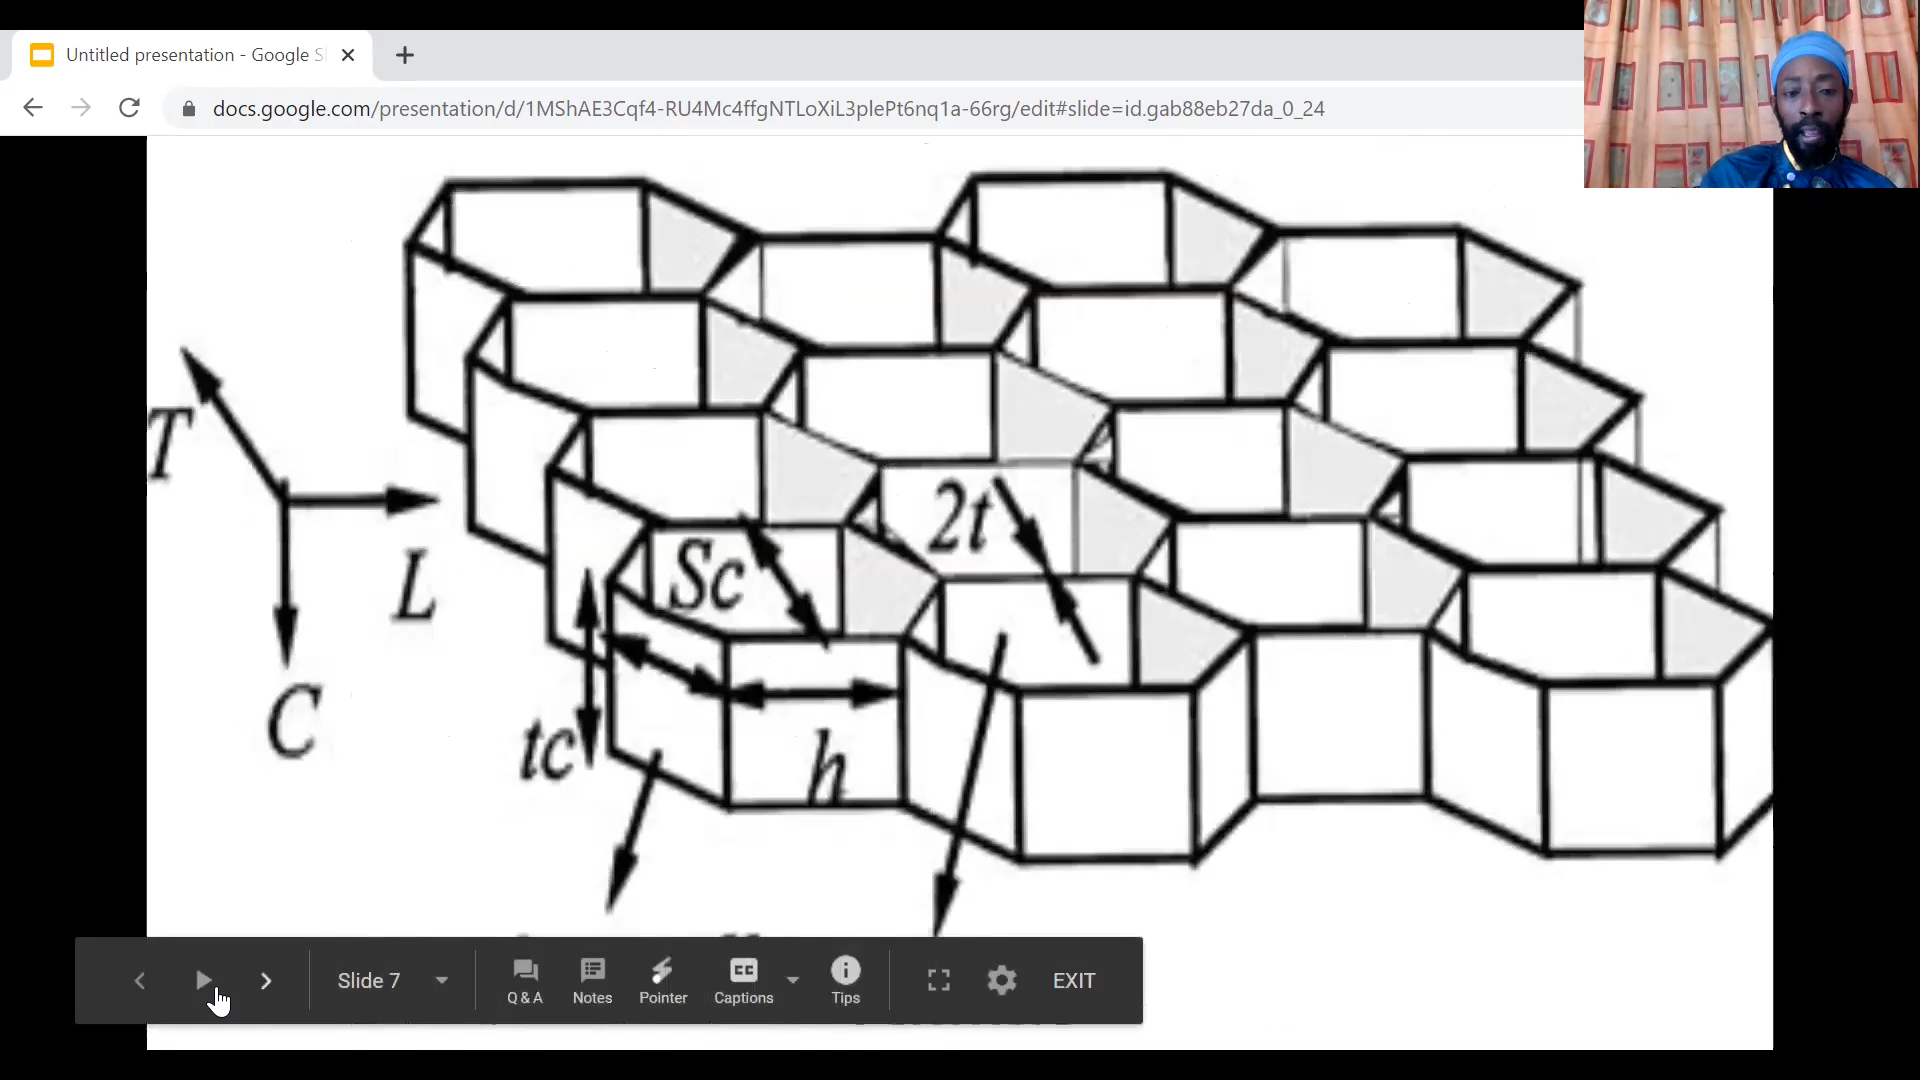 Untitled presentation - Google S
docs.google.com/presentation/d/1MShAE3Cqf4-RU4Mc4ffgNTLoXiL3plePt6nq1a-66rg/edit#slide=id.gab88eb27da_0_24
T
L
C
2t
Sc
tc
h
Slide 7
Q & A
Notes
Pointer
CC
Captions
Tips
EXIT